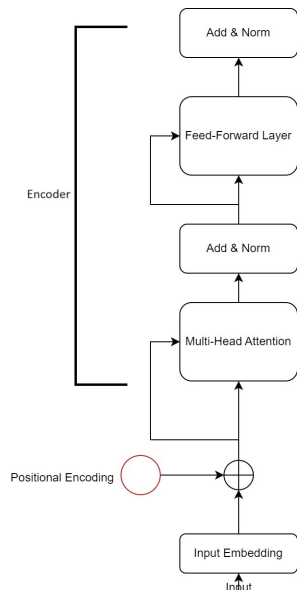 Add & Norm
Feed-Forward Layer
Encoder
Add & Norm
Multi-Head Attention
Positional Encoding
Input Embedding
Input